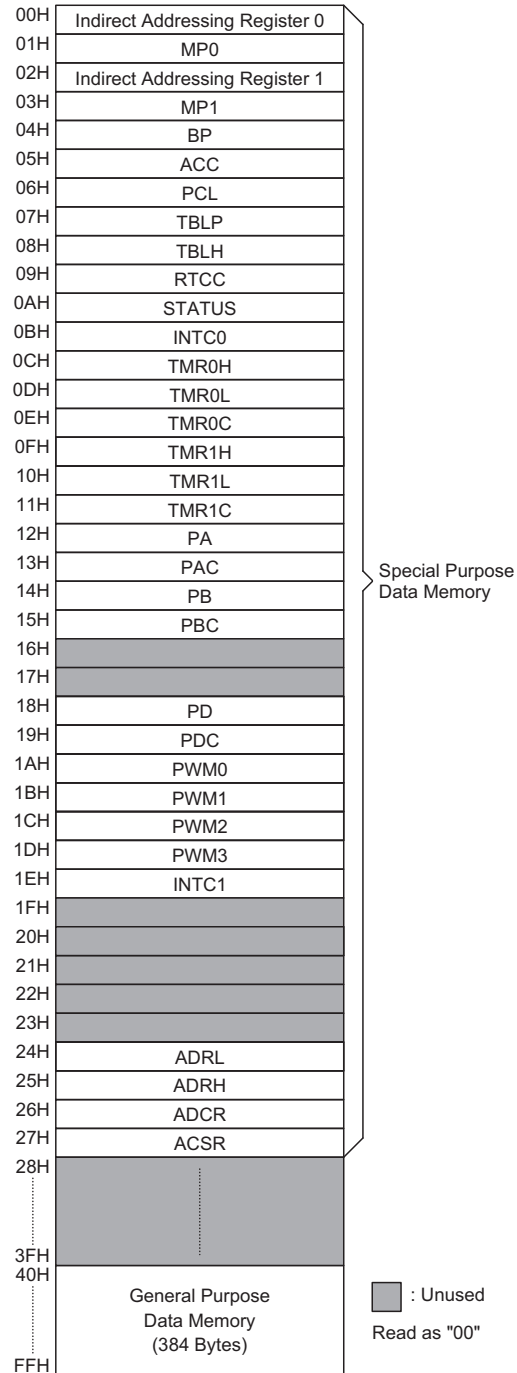 00H Indirect Addressing Register 0
01H MP0
02H Indirect Addressing Register 1
03H MP1
04H BP
05H ACC
06H PCL
07H TBLP
08H TBLH
09H RTCC
0AH STATUS
0BH INTC0
0CH TMR0H
0DH TMR0L
0EH TMR0C
0FH TMR1H
10H TMR1L
11H TMR1C
12H PA
13H PAC
14H PB
15H PBC
16H
17H
18H PD
19H PDC
1AH PWM0
1BH PWM1
1CH PWM2
1DH PWM3
1EH INTC1
1FH
20H
21H
22H
23H
24H ADRL
25H ADRH
26H ADCR
27H ACSR
28H
3FH
40H
General Purpose
Data Memory
(384 Bytes)
FFH
Special Purpose
Data Memory
: Unused
Read as "00"